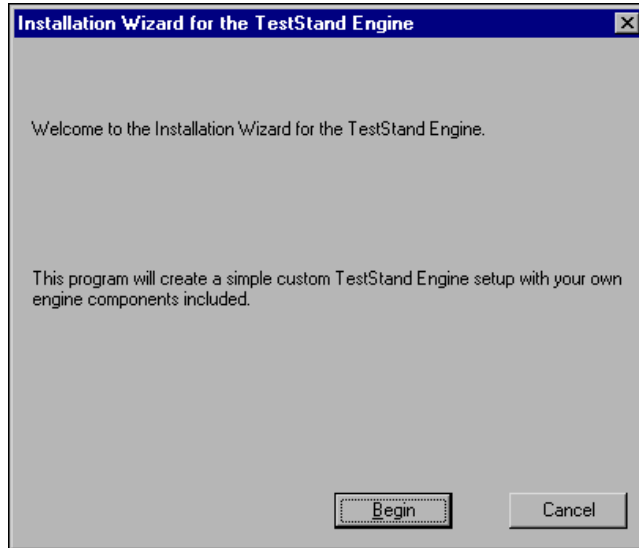 Installation Wizard for the TestStand Engine
Welcome to the Installation Wizard for the TestStand Engine.
This program will create a simple custom TestStand Engine setup with your own
engine components included.
Begin
Cancel